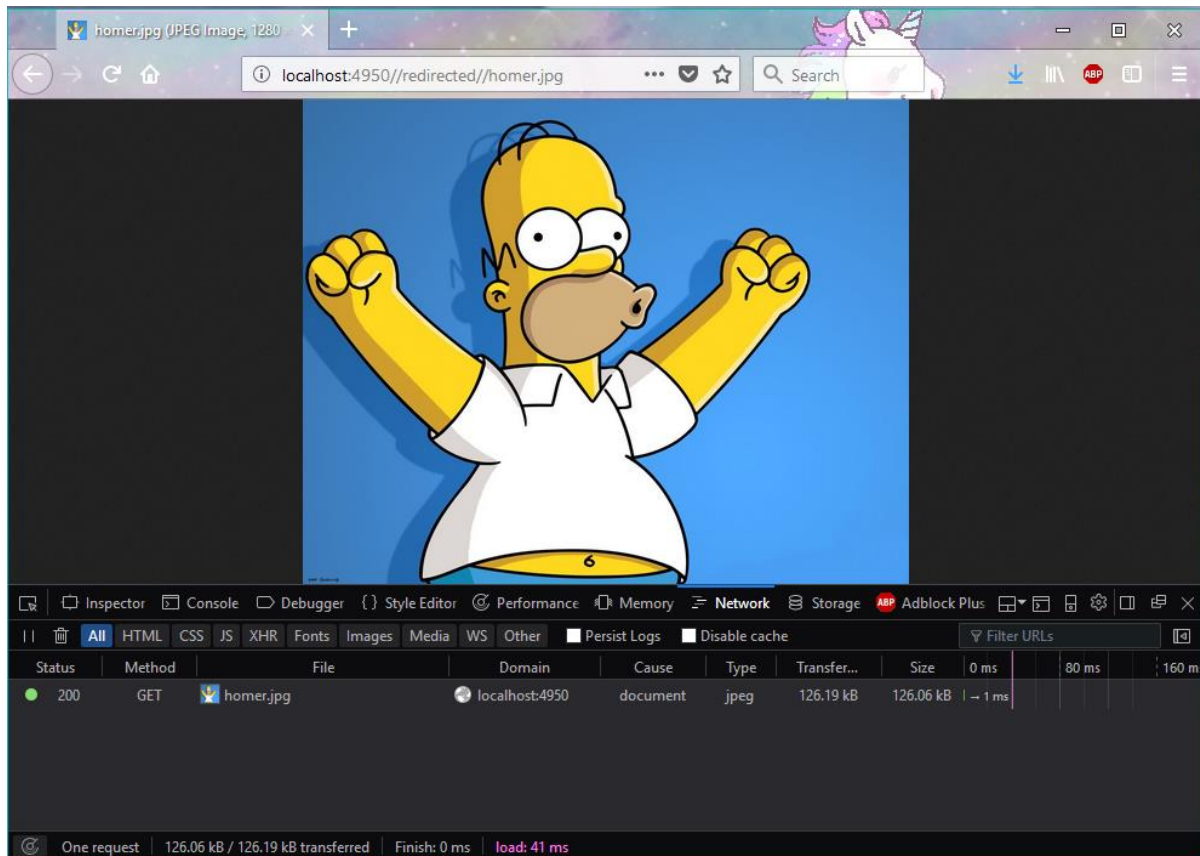 homer.jpg (JPEG Image, 1280
localhost:4950//redirected//homer.jpg
Search
ABP
Inspector Console Debugger {} Style Editor Performance Memory Network Storage ABP Adblock Plus
All HTML CSS JS XHR Fonts Images Media WS Other Persist Logs Disable cache Filter URLs
Status Method File Domain Cause Type Transfer... Size 0 ms 80 ms 160 m
200 GET homer.jpg localhost:4950 document jpeg 126.19 kB 126.06 kB → 1 ms
One request 126.06 kB / 126.19 kB transferred Finish: 0 ms load: 41 ms